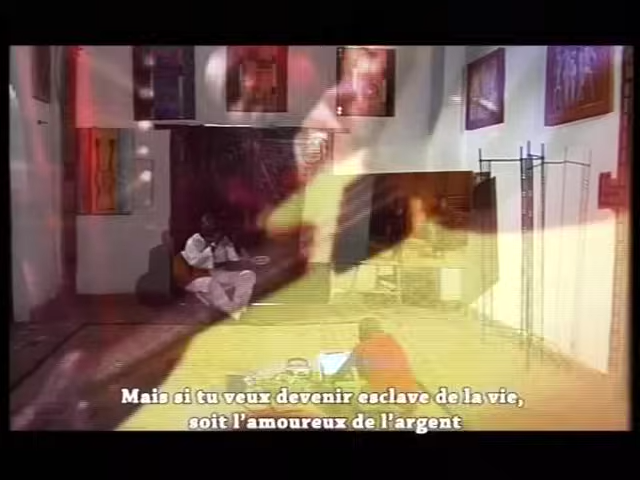 Mais si tu veux devenir esclave de la vie,
soit l'amoureux de l'argent